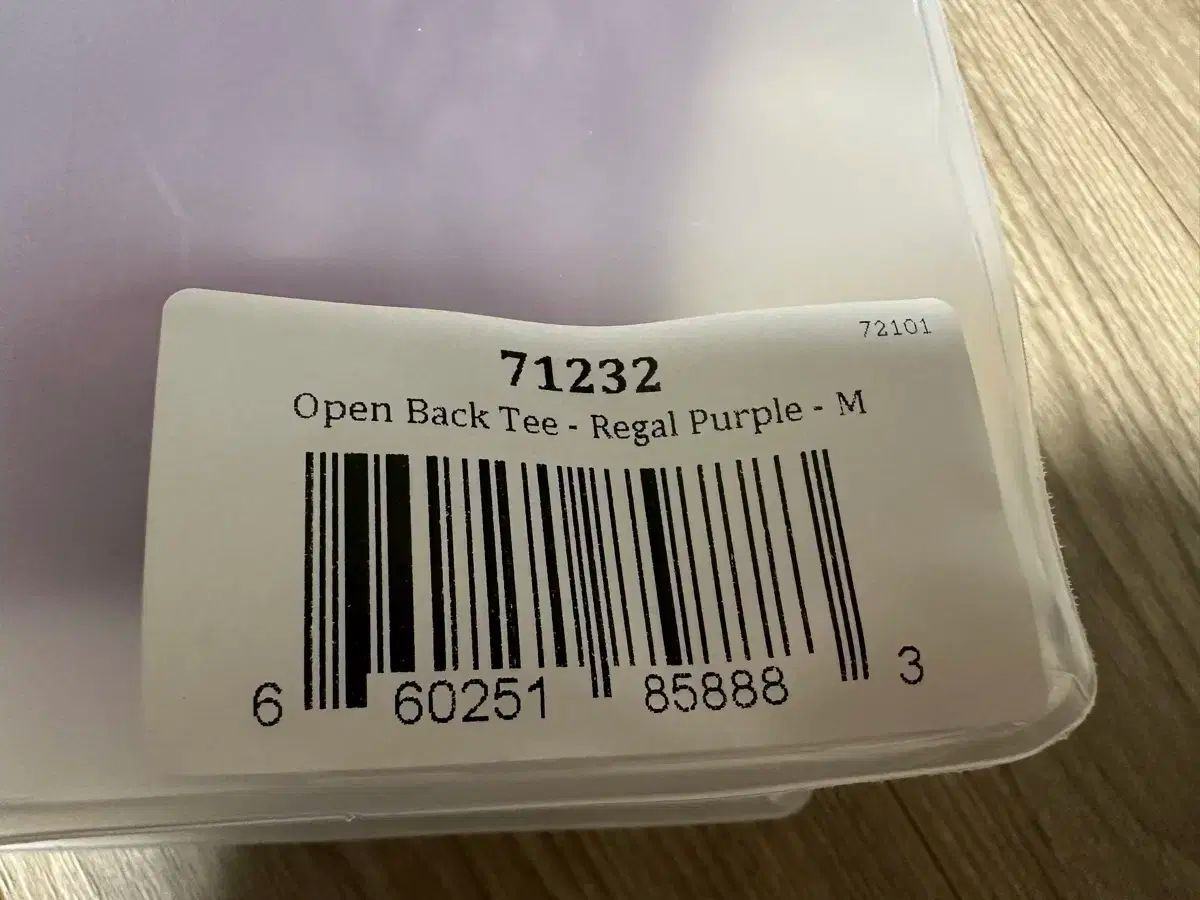 72101
71232
Open Back Tee - Regal Purple - M
6 60251 85888 3